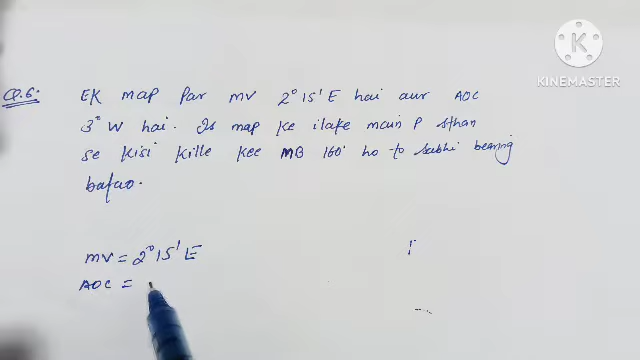 K
KINEMASTER
Q.6. EK map Par MV 2° 15' E hai aur AOC
3° W hai. Is map ke ilake main P sthan
se kisi kille kee MB 160° ho to sabhi bearing
batao.
MV = 2° 15' E
AOC =